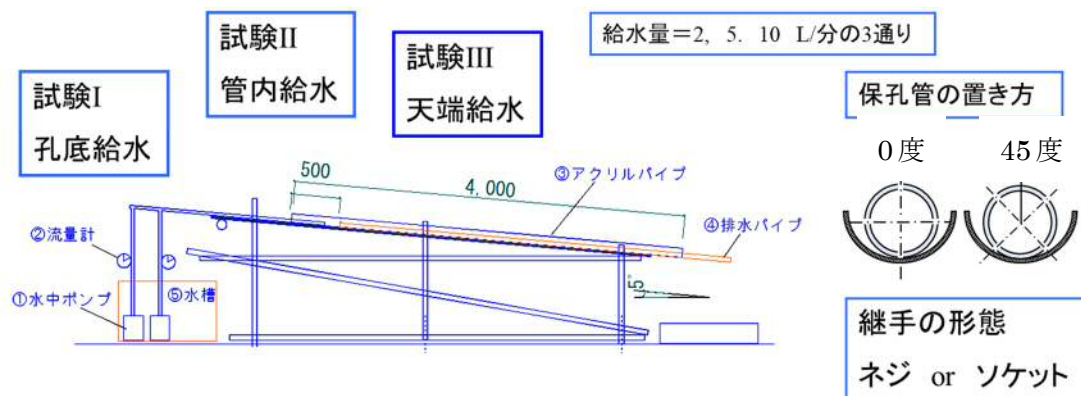 試験I
孔底給水
試験II
管内給水
試験III
天端給水
給水量＝2, 5. 10 L/分の3通り
保孔管の置き方
0度
45度
500
4,000
③アクリルパイプ
④排水パイプ
②流量計
①水中ポンプ
⑤水槽
5°
継手の形態
ネジ or ソケット